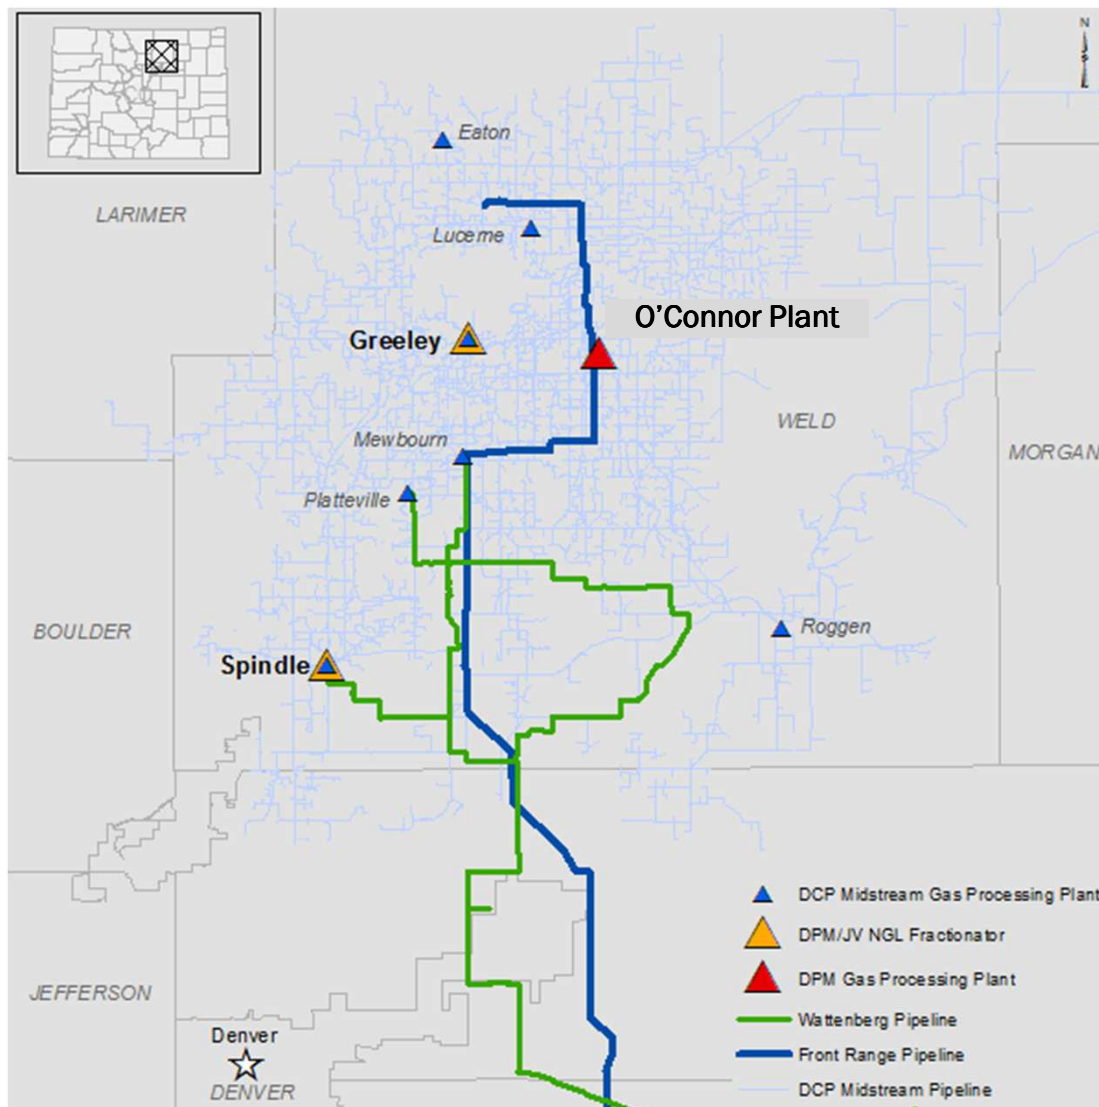 N
Eaton
LARIMER
Lucerne
O'Connor Plant
Greeley
WELD
Mewbourn
MORGAN
Platteville
Roggen
BOULDER
Spindle
DCP Midstream Gas Processing Plant
DPM/JV NGL Fractionator
DPM Gas Processing Plant
JEFFERSON
Wattenberg Pipeline
Denver
Front Range Pipeline
DENVER
DCP Midstream Pipeline